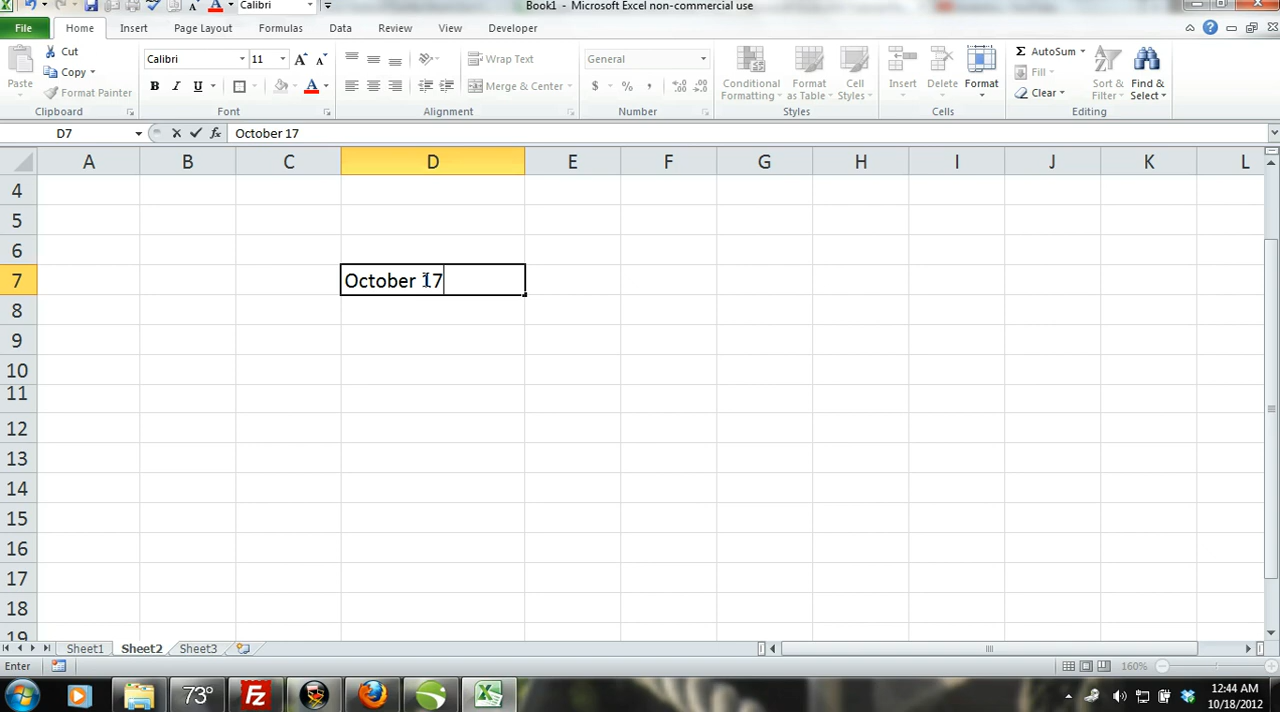 Calibri
Book1 - Microsoft Excel non-commercial use
File Home Insert Page Layout Formulas Data Review View Developer
Paste
Cut
Copy
Format Painter
Clipboard
Calibri 11
B I U A
Font
Wrap Text
Merge & Center
Alignment
General
$ % ,
Number
Conditional Formatting
Format as Table
Cell Styles
Styles
Insert
Delete
Format
Cells
AutoSum
Fill
Clear
Sort & Filter
Find & Select
Editing
D7 fx October 17
A B C D E F G H I J K L
4
5
6
7 October 17
8
9
10
11
12
13
14
15
16
17
18
19
Sheet1 Sheet2 Sheet3
Enter 160%
73° Fz 12:44 AM
10/18/2012